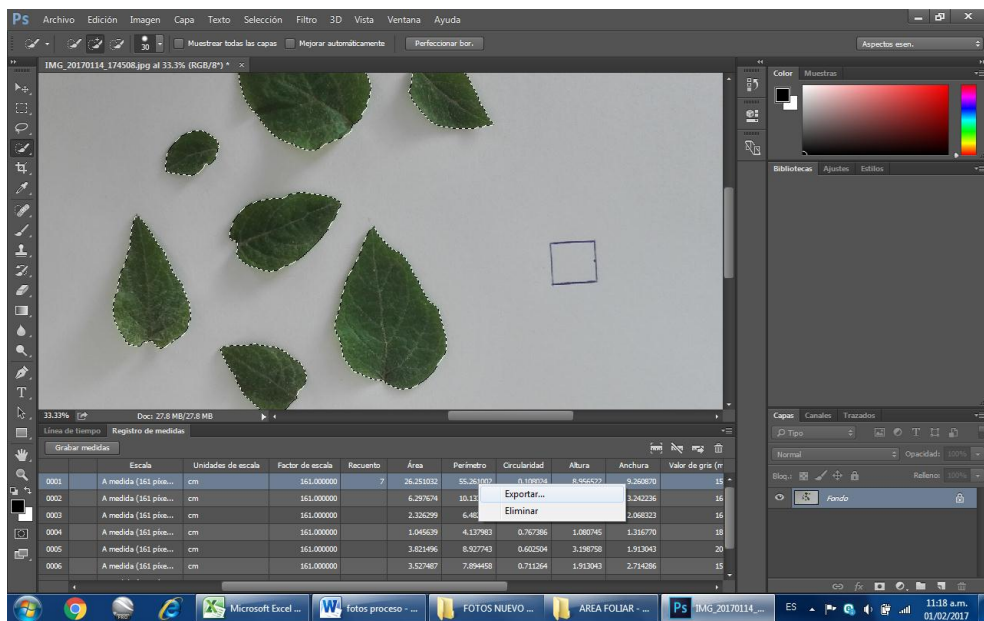 Ps Archivo Edición Imagen Capa Texto Selección Filtro 3D Vista Ventana Ayuda
30 Muestrear todas las capas Mejorar automáticamente Perfeccionar bor. Aspectos esen.
IMG_20170114_174508.jpg al 33.3% (RGB/8*) * ×
Color Muestras
Bibliotecas Ajustes Estilos
33.33% Doc: 27.8 MB/27.8 MB
Capas Canales Trazados
Línea de tiempo Registro de medidas
Tipo
Grabar medidas
Normal Opacidad: 100%
Escala Unidades de escala Factor de escala Recuento Área Perímetro Circularidad Altura Anchura Valor de gris (m
Bloq.: Relleno: 100%
0001 A medida (161 píxe... cm 161.000000 7 26.251032 55.261002 0.108024 8.956522 9.260870 15
Fondo
Exportar...
0002 A medida (161 píxe... cm 161.000000 6.297674 3.242236 16
Eliminar
0003 A medida (161 píxe... cm 161.000000 2.326299 2.068323 16
0004 A medida (161 píxe... cm 161.000000 1.045639 4.137983 0.767386 1.080745 1.316770 18
0005 A medida (161 píxe... cm 161.000000 3.821496 8.927743 0.602504 3.198758 1.913043 20
0006 A medida (161 píxe... cm 161.000000 3.527487 7.894458 0.711264 1.913043 2.714286 15
fx
PRO Microsoft Excel ... fotos proceso - ... FOTOS NUEVO ... AREA FOLIAR - ... Ps IMG_20170114_... ES 11:18 a.m.
01/02/2017